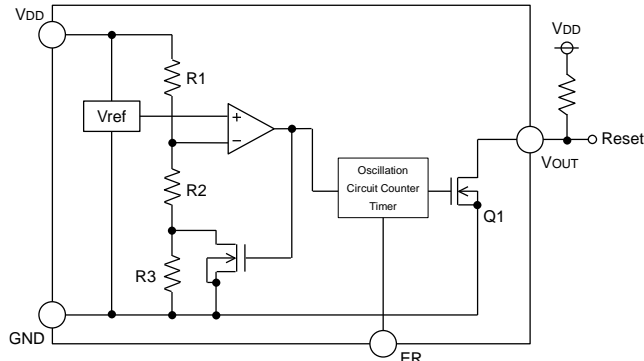 VDD
VDD
R1
Vref
+
−
Reset
VOUT
Oscillation
Circuit Counter
Timer
R2
Q1
R3
GND
ER